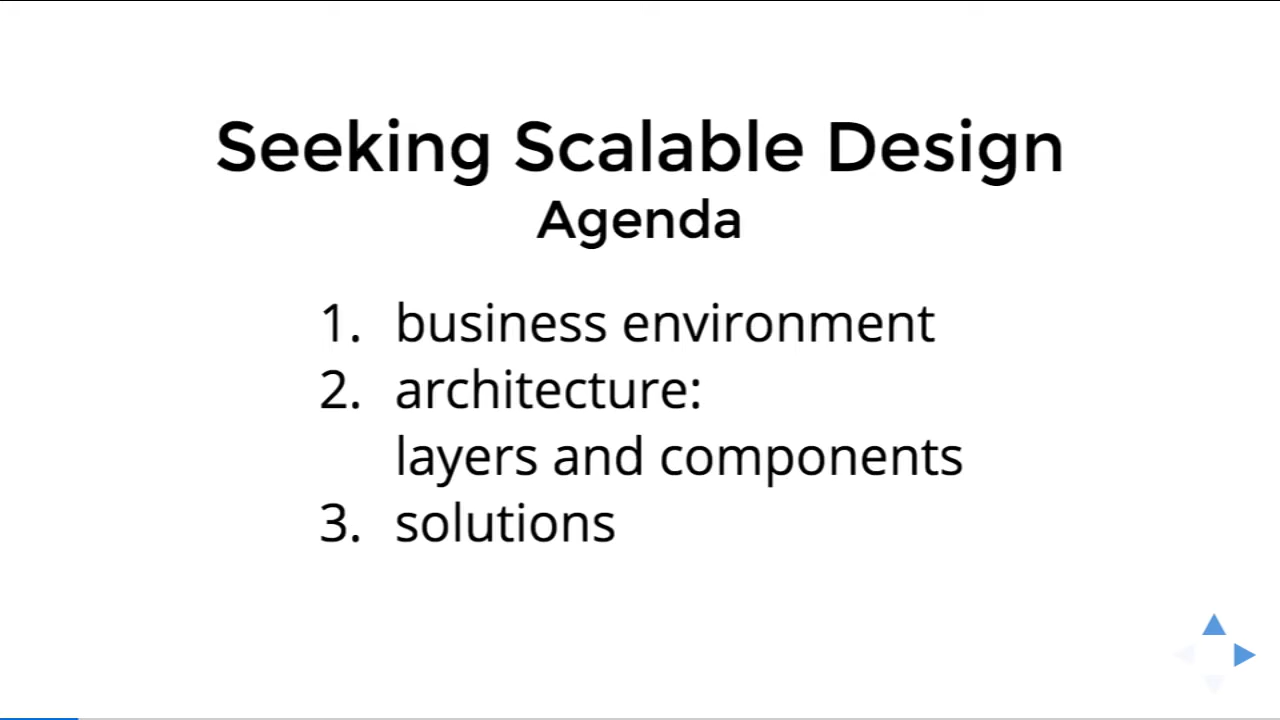 Seeking Scalable Design
Agenda
1. business environment
2. architecture:
layers and components
3. solutions